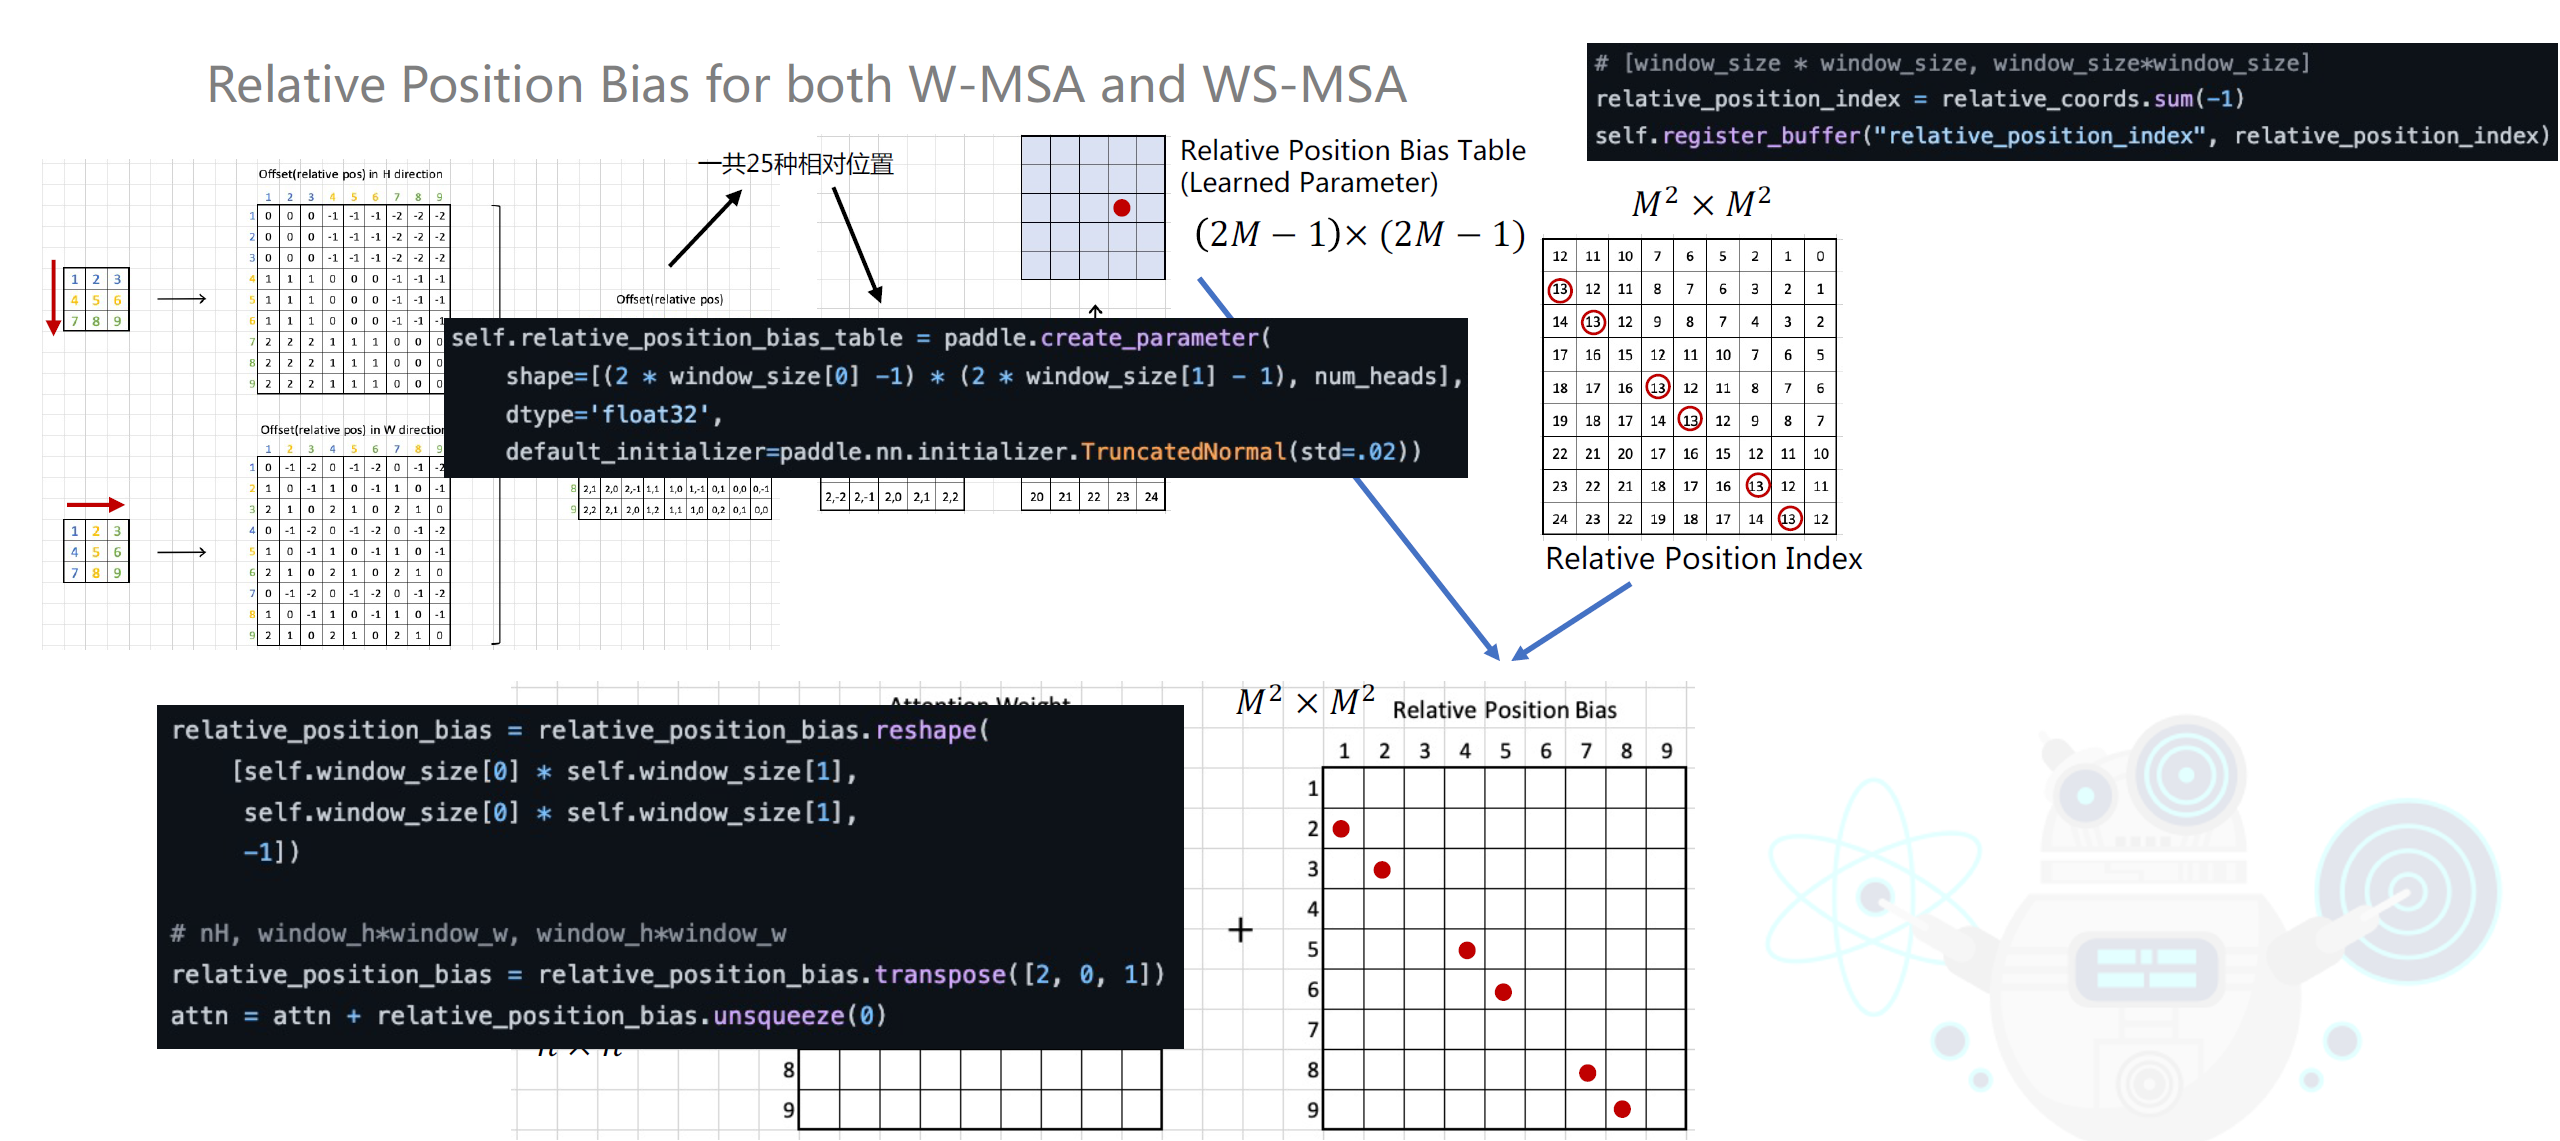 Relative Position Bias for both W-MSA and WS-MSA
# [window_size * window_size, window_size*window_size]
relative_position_index = relative_coords.sum(-1)
self.register_buffer("relative_position_index", relative_position_index)
一共25种相对位置
Relative Position Bias Table
(Learned Parameter)
(2M − 1)× (2M − 1)
Offset(relative pos) in H direction
1 2 3 4 5 6 7 8 9
1 0 0 0 -1 -1 -1 -2 -2 -2
2 0 0 0 -1 -1 -1 -2 -2 -2
3 0 0 0 -1 -1 -1 -2 -2 -2
4 1 1 1 0 0 0 -1 -1 -1
5 1 1 1 0 0 0 -1 -1 -1
6 1 1 1 0 0 0 -1 -1 -1
7 2 2 2 1 1 1 0 0 0
8 2 2 2 1 1 1 0 0 0
9 2 2 2 1 1 1 0 0 0
1 2 3
4 5 6
7 8 9
Offset(relative pos)
self.relative_position_bias_table = paddle.create_parameter(
shape=[(2 * window_size[0] -1) * (2 * window_size[1] - 1), num_heads],
dtype='float32',
default_initializer=paddle.nn.initializer.TruncatedNormal(std=.02))
8 2,1 2,0 2,-1 1,1 1,0 1,-1 0,1 0,0 0,-1
9 2,2 2,1 2,0 1,2 1,1 1,0 0,2 0,1 0,0
2,-2 2,-1 2,0 2,1 2,2
20 21 22 23 24
Offset(relative pos) in W direction
1 2 3 4 5 6 7 8 9
1 0 -1 -2 0 -1 -2 0 -1 -2
2 1 0 -1 1 0 -1 1 0 -1
3 2 1 0 2 1 0 2 1 0
4 0 -1 -2 0 -1 -2 0 -1 -2
5 1 0 -1 1 0 -1 1 0 -1
6 2 1 0 2 1 0 2 1 0
7 0 -1 -2 0 -1 -2 0 -1 -2
8 1 0 -1 1 0 -1 1 0 -1
9 2 1 0 2 1 0 2 1 0
1 2 3
4 5 6
7 8 9
M² × M²
12 11 10 7 6 5 2 1 0
13 12 11 8 7 6 3 2 1
14 13 12 9 8 7 4 3 2
17 16 15 12 11 10 7 6 5
18 17 16 13 12 11 8 7 6
19 18 17 14 13 12 9 8 7
22 21 20 17 16 15 12 11 10
23 22 21 18 17 16 13 12 11
24 23 22 19 18 17 14 13 12
Relative Position Index
Attention Weight
relative_position_bias = relative_position_bias.reshape(
[self.window_size[0] * self.window_size[1],
self.window_size[0] * self.window_size[1],
-1])
# nH, window_h*window_w, window_h*window_w
relative_position_bias = relative_position_bias.transpose([2, 0, 1])
attn = attn + relative_position_bias.unsqueeze(0)
n × n
8
9
+
M² × M²
Relative Position Bias
1 2 3 4 5 6 7 8 9
1
2
3
4
5
6
7
8
9